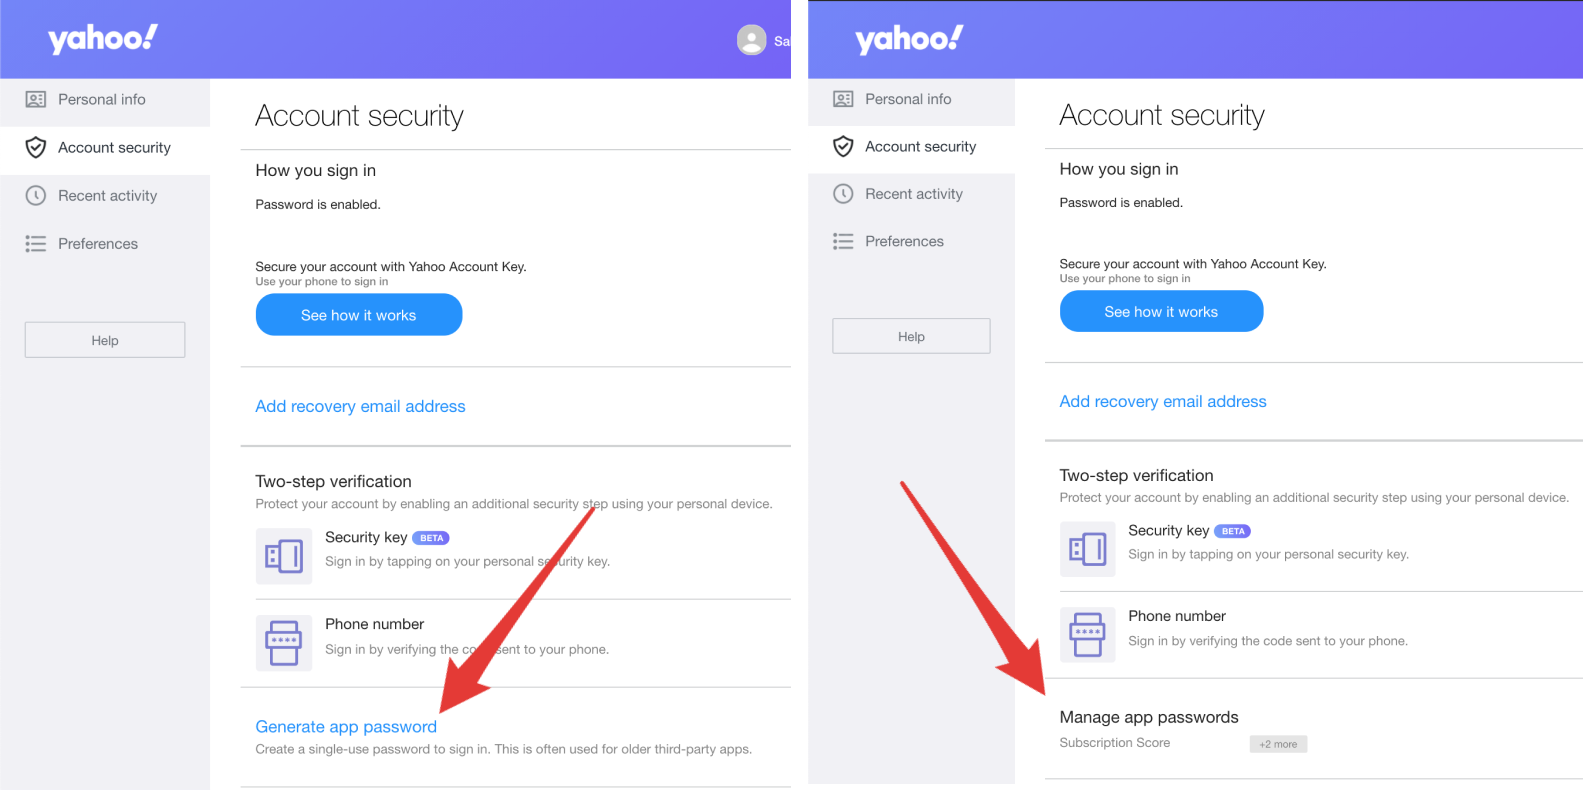 yahoo!
Sa
Personal info
Account security
Recent activity
Preferences
Help
Account security
How you sign in
Password is enabled.
Secure your account with Yahoo Account Key.
Use your phone to sign in
See how it works
Add recovery email address
Two-step verification
Protect your account by enabling an additional security step using your personal device.
Security key BETA
Sign in by tapping on your personal security key.
Phone number
Sign in by verifying the code sent to your phone.
Generate app password
Create a single-use password to sign in. This is often used for older third-party apps.
yahoo!
Personal info
Account security
Recent activity
Preferences
Help
Account security
How you sign in
Password is enabled.
Secure your account with Yahoo Account Key.
Use your phone to sign in
See how it works
Add recovery email address
Two-step verification
Protect your account by enabling an additional security step using your personal device.
Security key BETA
Sign in by tapping on your personal security key.
Phone number
Sign in by verifying the code sent to your phone.
Manage app passwords
Subscription Score +2 more